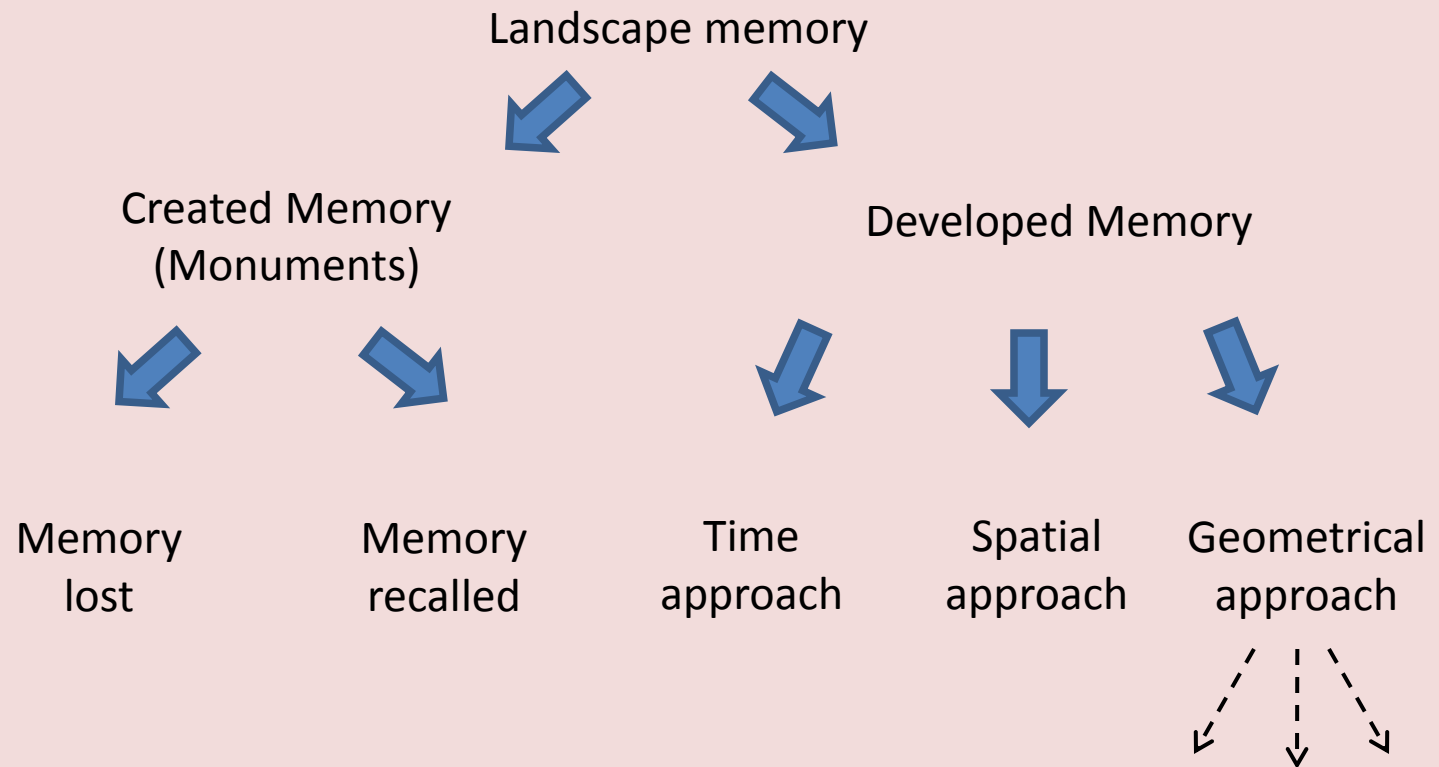 Landscape memory
Created Memory
(Monuments)
Developed Memory
Memory
lost
Memory
recalled
Time
approach
Spatial
approach
Geometrical
approach